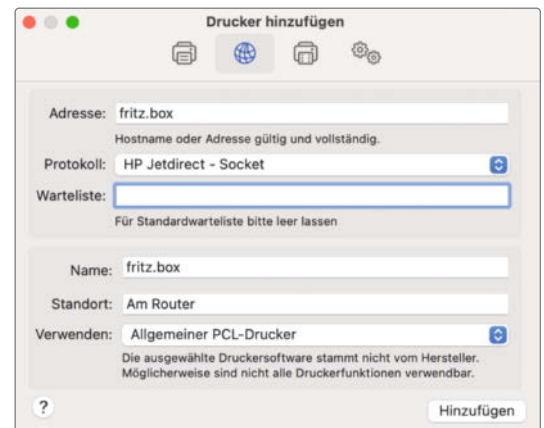 Drucker hinzufügen
Adresse: fritz.box
Hostname oder Adresse gültig und vollständig.
Protokoll: HP Jetdirect - Socket
Warteliste:
Für Standardwarteliste bitte leer lassen
Name: fritz.box
Standort: Am Router
Verwenden: Allgemeiner PCL-Drucker
Die ausgewählte Druckersoftware stammt nicht vom Hersteller.
Möglicherweise sind nicht alle Druckerfunktionen verwendbar.
? Hinzufügen